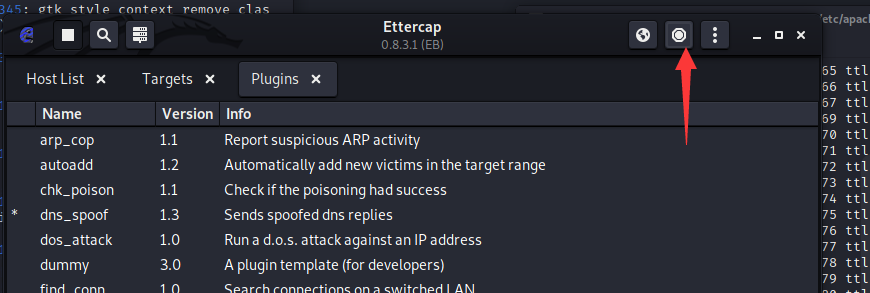 345: gtk_style_context_remove_clas
Ettercap
0.8.3.1 (EB)
/etc/apac
Host List
Targets
Plugins
Name Version Info
arp_cop 1.1 Report suspicious ARP activity
autoadd 1.2 Automatically add new victims in the target range
chk_poison 1.1 Check if the poisoning had success
* dns_spoof 1.3 Sends spoofed dns replies
dos_attack 1.0 Run a d.o.s. attack against an IP address
dummy 3.0 A plugin template (for developers)
find_conn 1.0 Search connections on a switched LAN
65 ttl
66 ttl
67 ttl
69 ttl
70 ttl
71 ttl
72 ttl
73 ttl
74 ttl
75 ttl
76 ttl
77 ttl
78 ttl
79 ttl
80 ttl